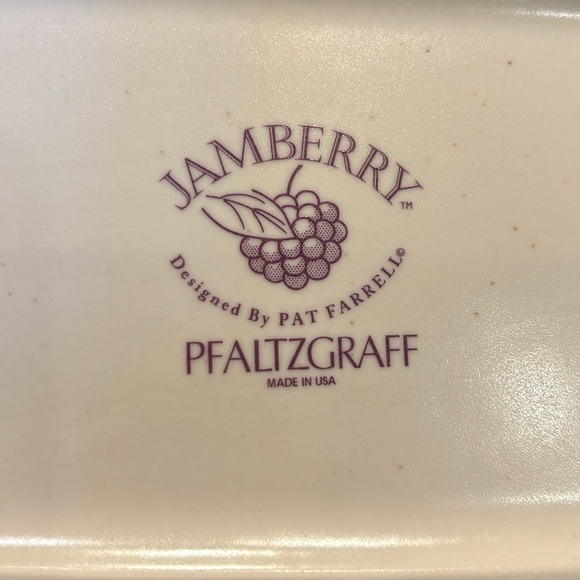 JAMBERRY™
Designed By PAT FARRELL©
PFALTZGRAFF
MADE IN USA